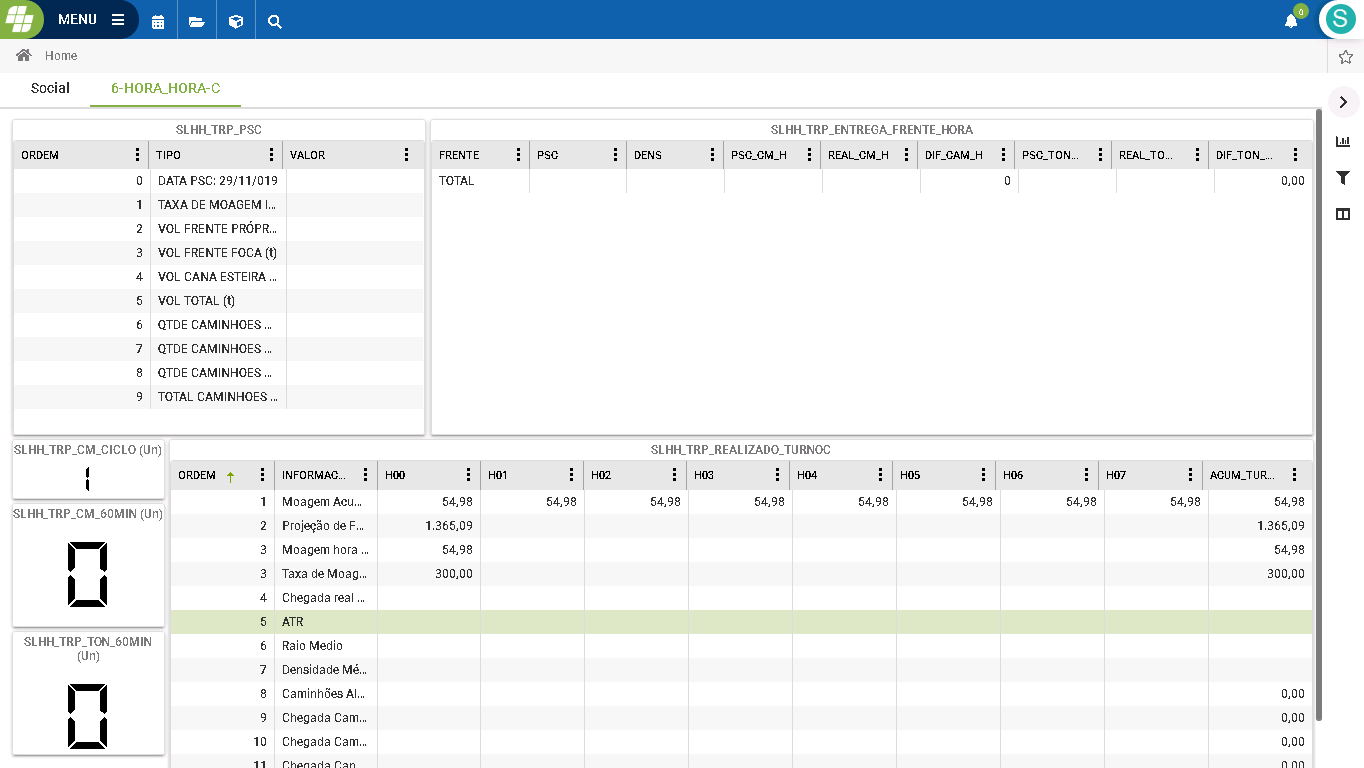 MENU
0
S
Home
Social 6-HORA_HORA-C
SLHH_TRP_PSC
ORDEM TIPO VALOR
0 DATA PSC: 29/11/019
1 TAXA DE MOAGEM I...
2 VOL FRENTE PRÓPR...
3 VOL FRENTE FOCA (t)
4 VOL CANA ESTEIRA ...
5 VOL TOTAL (t)
6 QTDE CAMINHOES ...
7 QTDE CAMINHOES ...
8 QTDE CAMINHOES ...
9 TOTAL CAMINHOES ...
SLHH_TRP_ENTREGA_FRENTE_HORA
FRENTE PSC DENS PSC_CM_H REAL_CM_H DIF_CAM_H PSC_TON... REAL_TO... DIF_TON_...
TOTAL 0 0,00
SLHH_TRP_CM_CICLO (Un)
1
SLHH_TRP_CM_60MIN (Un)
0
SLHH_TRP_TON_60MIN
(Un)
0
SLHH_TRP_REALIZADO_TURNOC
ORDEM INFORMAC... H00 H01 H02 H03 H04 H05 H06 H07 ACUM_TUR...
1 Moagem Acu... 54,98 54,98 54,98 54,98 54,98 54,98 54,98 54,98 54,98
2 Projeção de F... 1.365,09 1.365,09
3 Moagem hora ... 54,98 54,98
3 Taxa de Moag... 300,00 300,00
4 Chegada real ...
5 ATR
6 Raio Medio
7 Densidade Mé...
8 Caminhões Al... 0,00
9 Chegada Cam... 0,00
10 Chegada Cam... 0,00
11 Chegada Can... 0,00